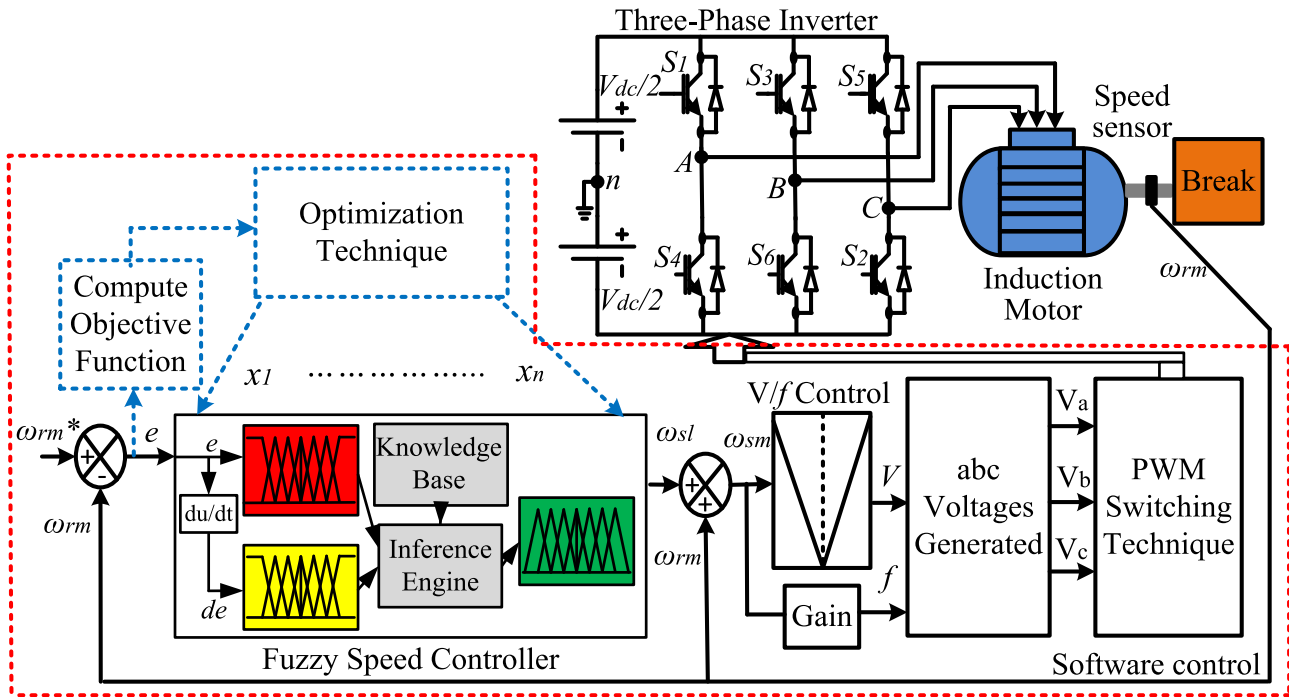 Three-Phase Inverter
S1
S3
S5
Vdc/2
+
A
B
C
n
Speed
sensor
Break
Induction
Motor
ωrm
+
S4
S6
S2
Vdc/2
Optimization
Technique
Compute
Objective
Function
x1 .................... xn
ωrm*
e
+
-
ωrm
e
du/dt
de
Knowledge
Base
Inference
Engine
Fuzzy Speed Controller
ωsl
+
+
ωrm
ωsm
V/f Control
V
f
Gain
abc
Voltages
Generated
Va
Vb
Vc
PWM
Switching
Technique
Software control